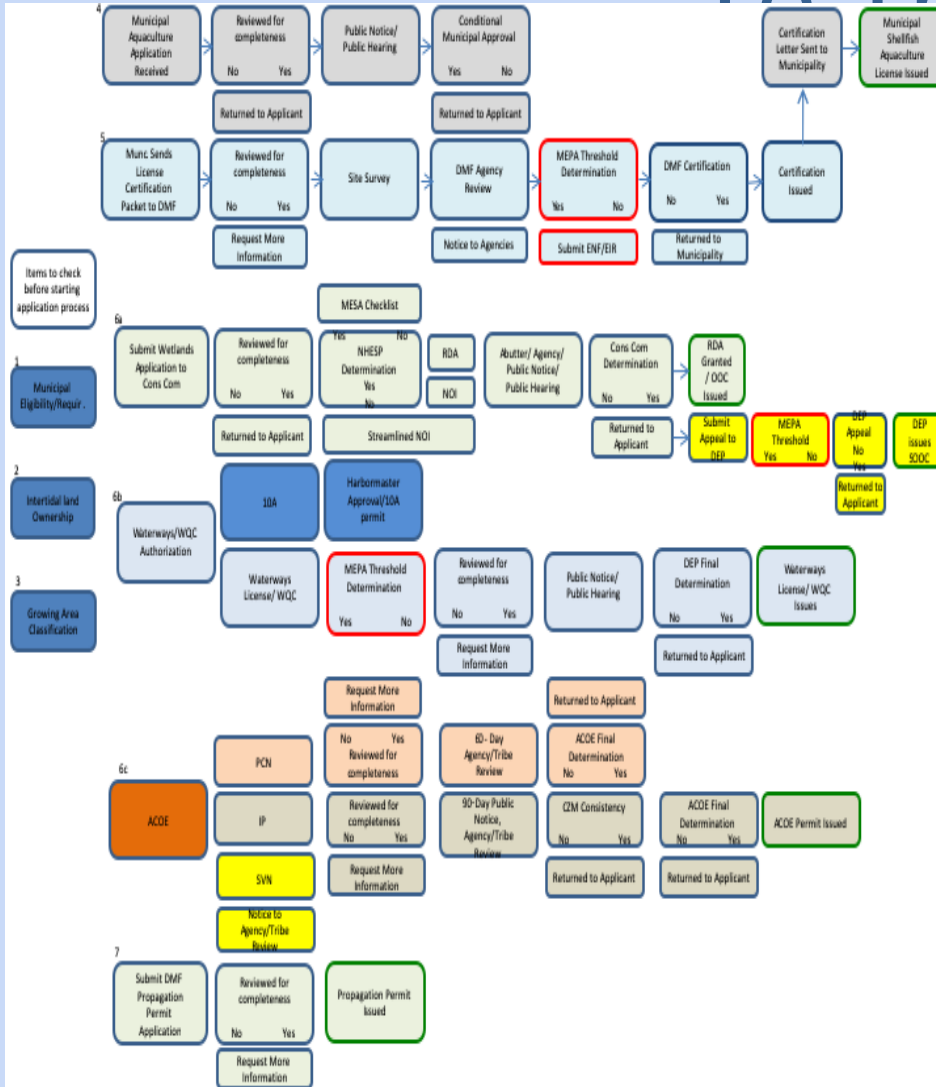 4
Municipal
Aquaculture
Application
Received
Reviewed for
completeness
No Yes
Public Notice/
Public Hearing
Conditional
Municipal Approval
Yes No
Certification
Letter Sent to
Municipality
Municipal
Shellfish
Aquaculture
License Issued
Returned to Applicant
Returned to Applicant
5
Munc. Sends
License
Certification
Packet to DMF
Reviewed for
completeness
No Yes
Site Survey
DMF Agency
Review
MEPA Threshold
Determination
Yes No
DMF Certification
No Yes
Certification
Issued
Request More
Information
Notice to Agencies
Submit ENF/EIR
Returned to
Municipality
Items to check
before starting
application process
1
Municipal
Eligibility/Requir.
2
Intertidal land
Ownership
3
Growing Area
Classification
6a
Submit Wetlands
Application to
Cons Com
Reviewed for
completeness
No Yes
MESA Checklist
Yes No
NHESP
Determination
Yes
No
RDA
NOI
Abutter/ Agency/
Public Notice/
Public Hearing
Cons Com
Determination
No Yes
RDA
Granted
/ OOC
Issued
Returned to Applicant
Streamlined NOI
Returned to
Applicant
Submit
Appeal to
DEP
MEPA
Threshold
Yes No
DEP
Appeal
No
Yes
DEP
issues
SOOC
Returned to
Applicant
6b
Waterways/WQC
Authorization
10A
Harbormaster
Approval/10A
permit
Waterways
License/ WQC
MEPA Threshold
Determination
Yes No
Reviewed for
completeness
No Yes
Public Notice/
Public Hearing
DEP Final
Determination
No Yes
Waterways
License/ WQC
Issues
Request More
Information
Returned to Applicant
6c
ACOE
Request More
Information
Returned to Applicant
PCN
No Yes
Reviewed for
completeness
60- Day
Agency/Tribe
Review
ACOE Final
Determination
No Yes
IP
Reviewed for
completeness
No Yes
90-Day Public
Notice,
Agency/Tribe
Review
CZM Consistency
No Yes
ACOE Final
Determination
No Yes
ACOE Permit Issued
SVN
Request More
Information
Returned to Applicant
Returned to Applicant
Notice to
Agency/Tribe
Review
7
Submit DMF
Propagation
Permit
Application
Reviewed for
completeness
No Yes
Propagation Permit
Issued
Request More
Information